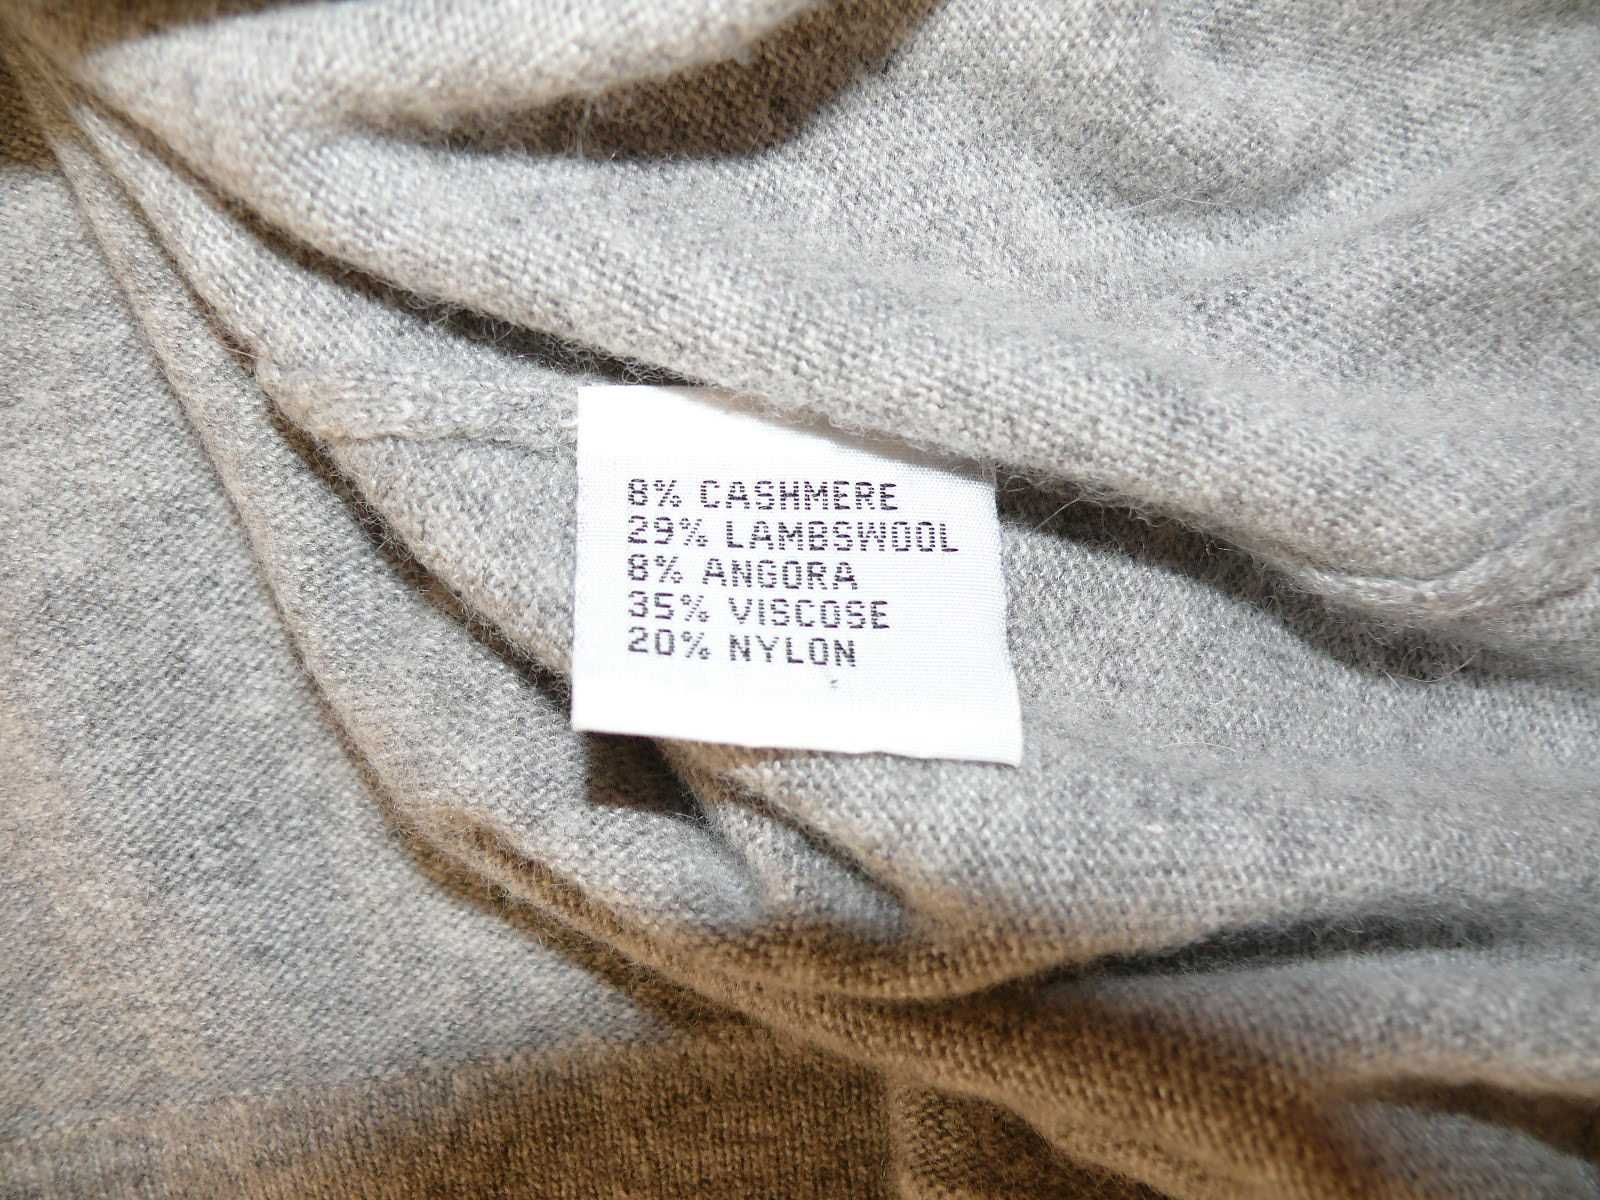 8% CASHMERE
29% LAMBSWOOL
8% ANGORA
35% VISCOSE
20% NYLON